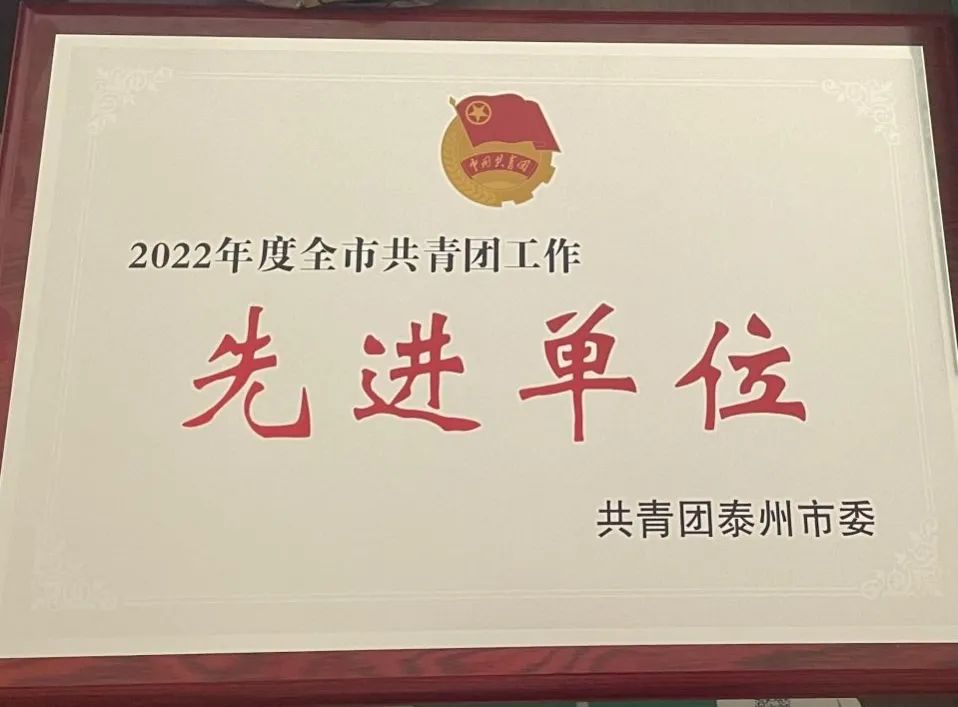 中国共青团
2022年度全市共青团工作
先进单位
共青团泰州市委